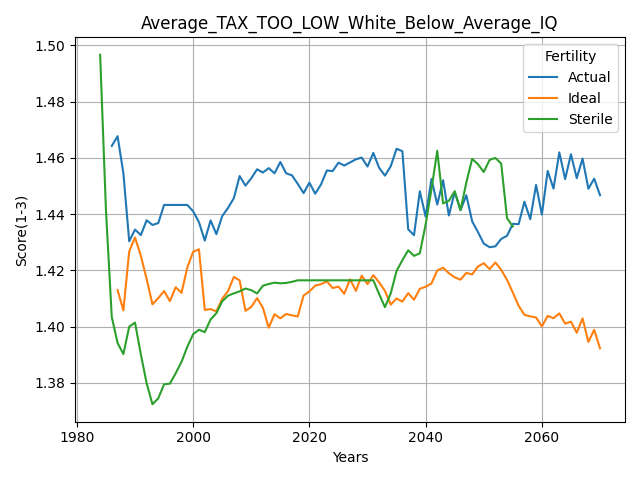 Average_TAX_TOO_LOW_White_Below_Average_IQ
Fertility
Actual
Ideal
Sterile
Score(1-3)
1.50
1.48
1.46
1.44
1.42
1.40
1.38
1980 2000 2020 2040 2060
Years